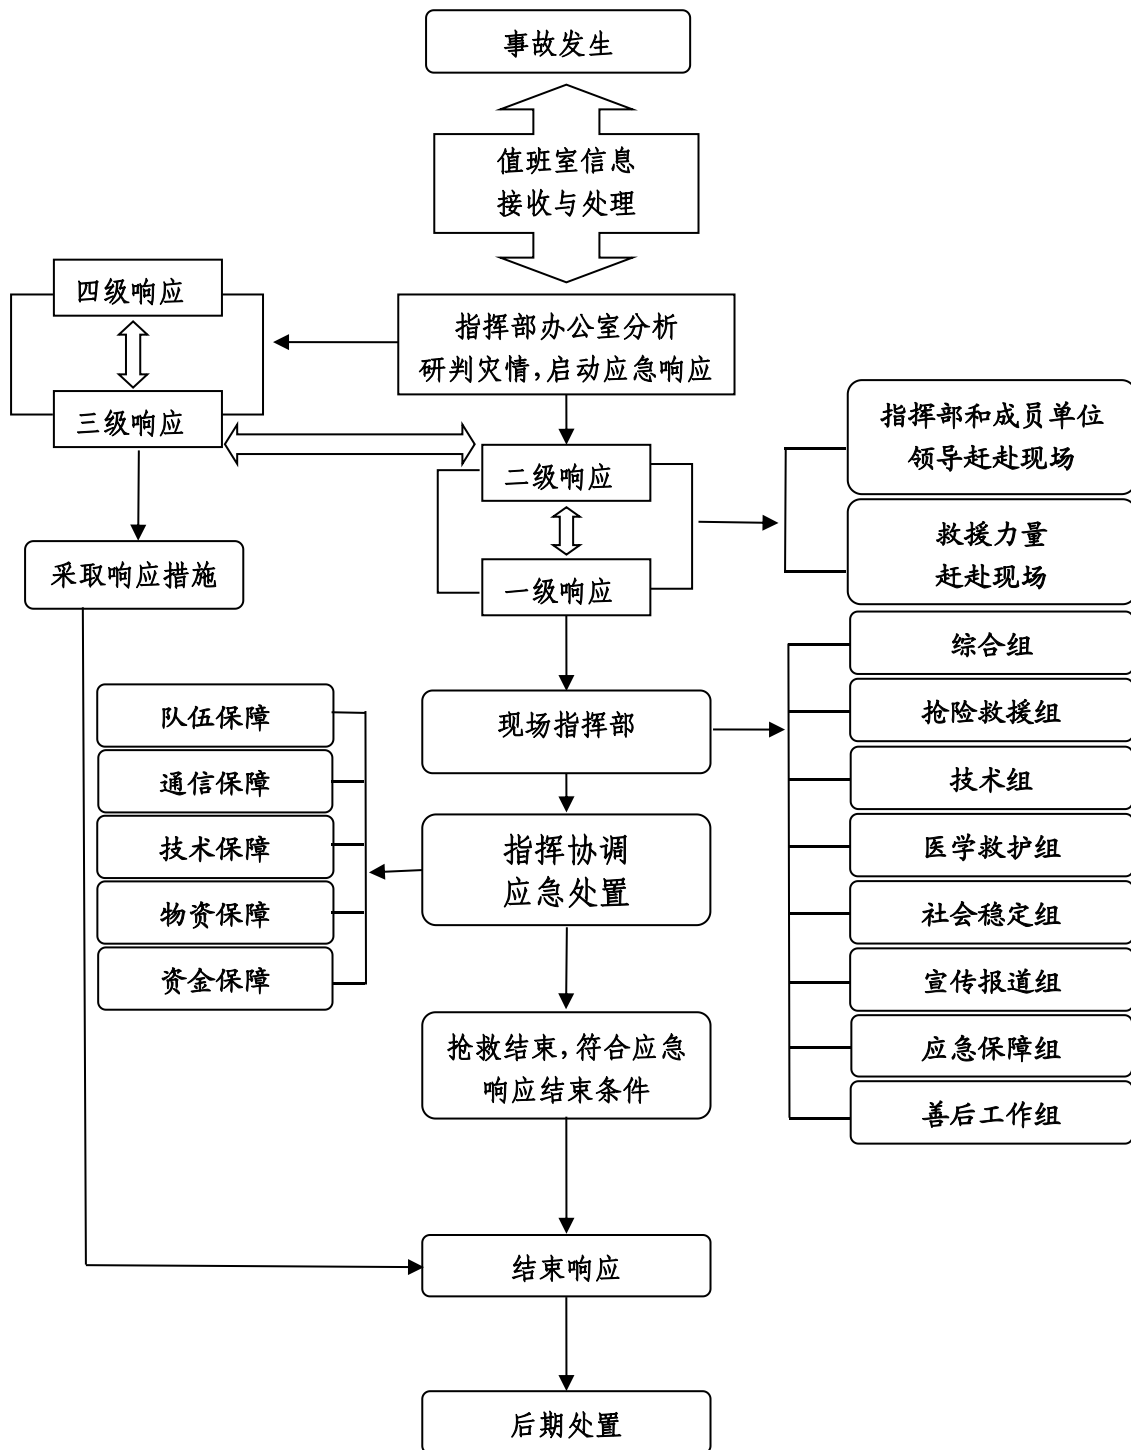 事故发生
值班室信息
接收与处理
四级响应
指挥部办公室分析
研判灾情，启动应急响应
三级响应
指挥部和成员单位
领导赶赴现场
二级响应
救援力量
赶赴现场
采取响应措施
一级响应
综合组
队伍保障
现场指挥部
抢险救援组
通信保障
技术组
技术保障
指挥协调
应急处置
医学救护组
物资保障
社会稳定组
资金保障
宣传报道组
抢救结束，符合应急
响应结束条件
应急保障组
善后工作组
结束响应
后期处置